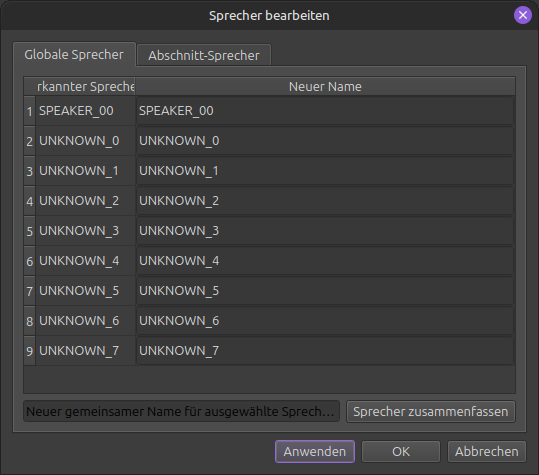 Sprecher bearbeiten
Globale Sprecher Abschnitt-Sprecher
rkannter Spreche Neuer Name
1 SPEAKER_00 SPEAKER_00
2 UNKNOWN_0 UNKNOWN_0
3 UNKNOWN_1 UNKNOWN_1
4 UNKNOWN_2 UNKNOWN_2
5 UNKNOWN_3 UNKNOWN_3
6 UNKNOWN_4 UNKNOWN_4
7 UNKNOWN_5 UNKNOWN_5
8 UNKNOWN_6 UNKNOWN_6
9 UNKNOWN_7 UNKNOWN_7
Neuer gemeinsamer Name für ausgewählte Sprech... Sprecher zusammenfassen
Anwenden OK Abbrechen